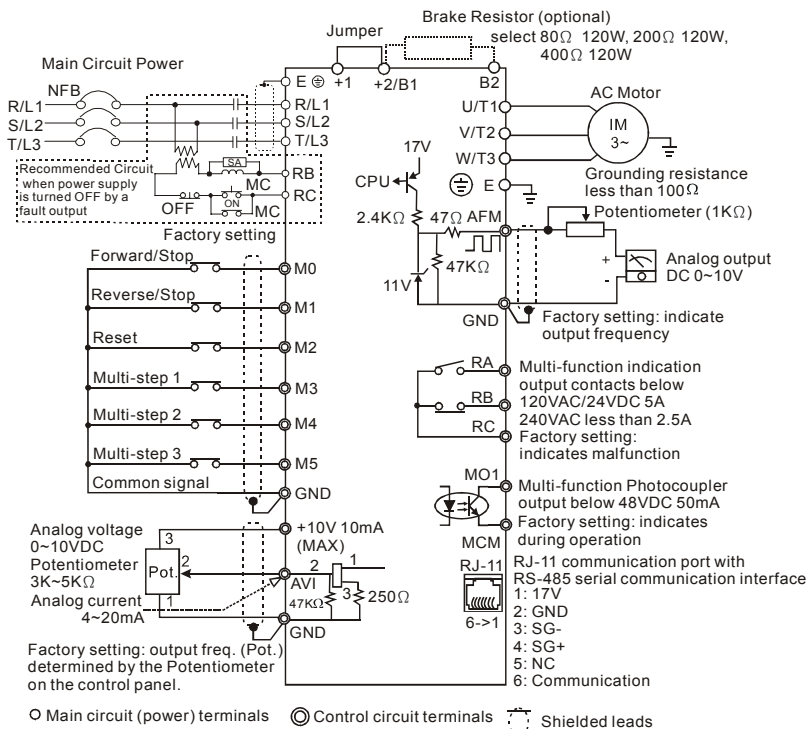 Brake Resistor (optional)
select 80Ω 120W, 200Ω 120W,
400Ω 120W
Jumper
Main Circuit Power
NFB
E
+1
+2/B1
B2
R/L1
S/L2
T/L3
R/L1
S/L2
T/L3
U/T1
V/T2
W/T3
E
AC Motor
IM
3~
Grounding resistance
less than 100Ω
Recommended Circuit
when power supply
is turned OFF by a
fault output
SA
MC
OFF
ON
MC
RB
RC
17V
CPU
2.4KΩ
47Ω
AFM
47KΩ
11V
GND
Potentiometer (1KΩ)
+
-
Analog output
DC 0~10V
Factory setting: indicate
output frequency
Factory setting
Forward/Stop
M0
Reverse/Stop
M1
Reset
M2
Multi-step 1
M3
Multi-step 2
M4
Multi-step 3
M5
Common signal
GND
RA
RB
RC
Multi-function indication
output contacts below
120VAC/24VDC 5A
240VAC less than 2.5A
Factory setting:
indicates malfunction
MO1
MCM
Multi-function Photocoupler
output below 48VDC 50mA
Factory setting: indicates
during operation
Analog voltage
0~10VDC
Potentiometer
3K~5KΩ
Analog current
4~20mA
3
Pot.
2
1
+10V 10mA
(MAX)
AVI
2
1
3
47KΩ
250Ω
GND
Factory setting: output freq. (Pot.)
determined by the Potentiometer
on the control panel.
RJ-11
6->1
RJ-11 communication port with
RS-485 serial communication interface
1: 17V
2: GND
3: SG-
4: SG+
5: NC
6: Communication
Main circuit (power) terminals
Control circuit terminals
Shielded leads